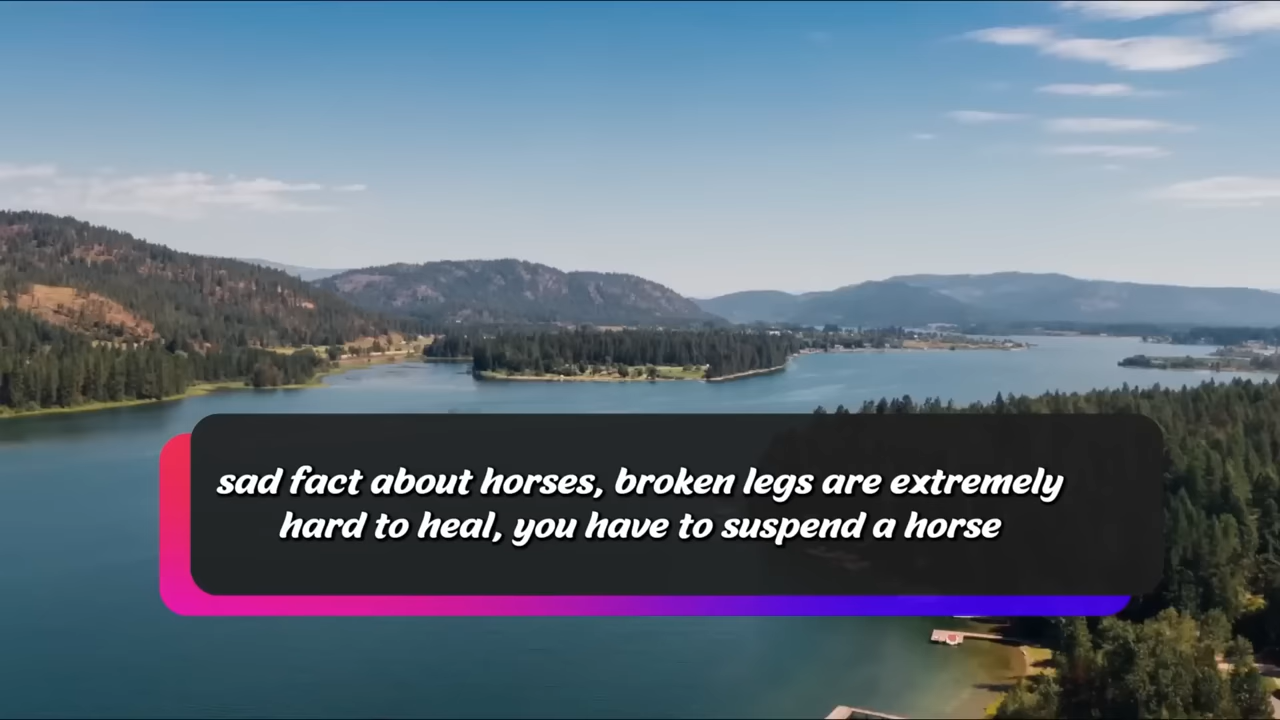 sad fact about horses, broken legs are extremely
hard to heal, you have to suspend a horse